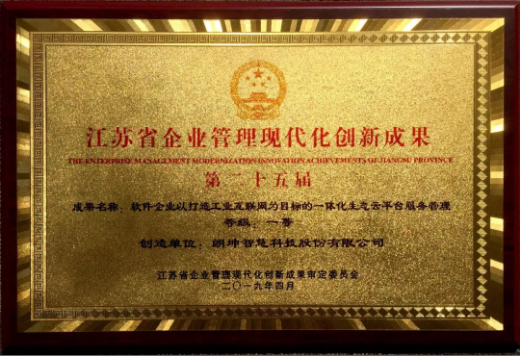 江苏省企业管理现代化创新成果
THE ENTERPRISE MANAGEMENT MODERNIZATION INNOVATION ACHIEVEMENTS OF JIANGSU PROVINCE
第二十五届
成果名称：软件企业以打造工业互联网为目标的一体化生态云平台服务管理
等级：一等
创造单位：朗坤智慧科技股份有限公司
江苏省企业管理现代化创新成果审定委员会
二〇一九年四月